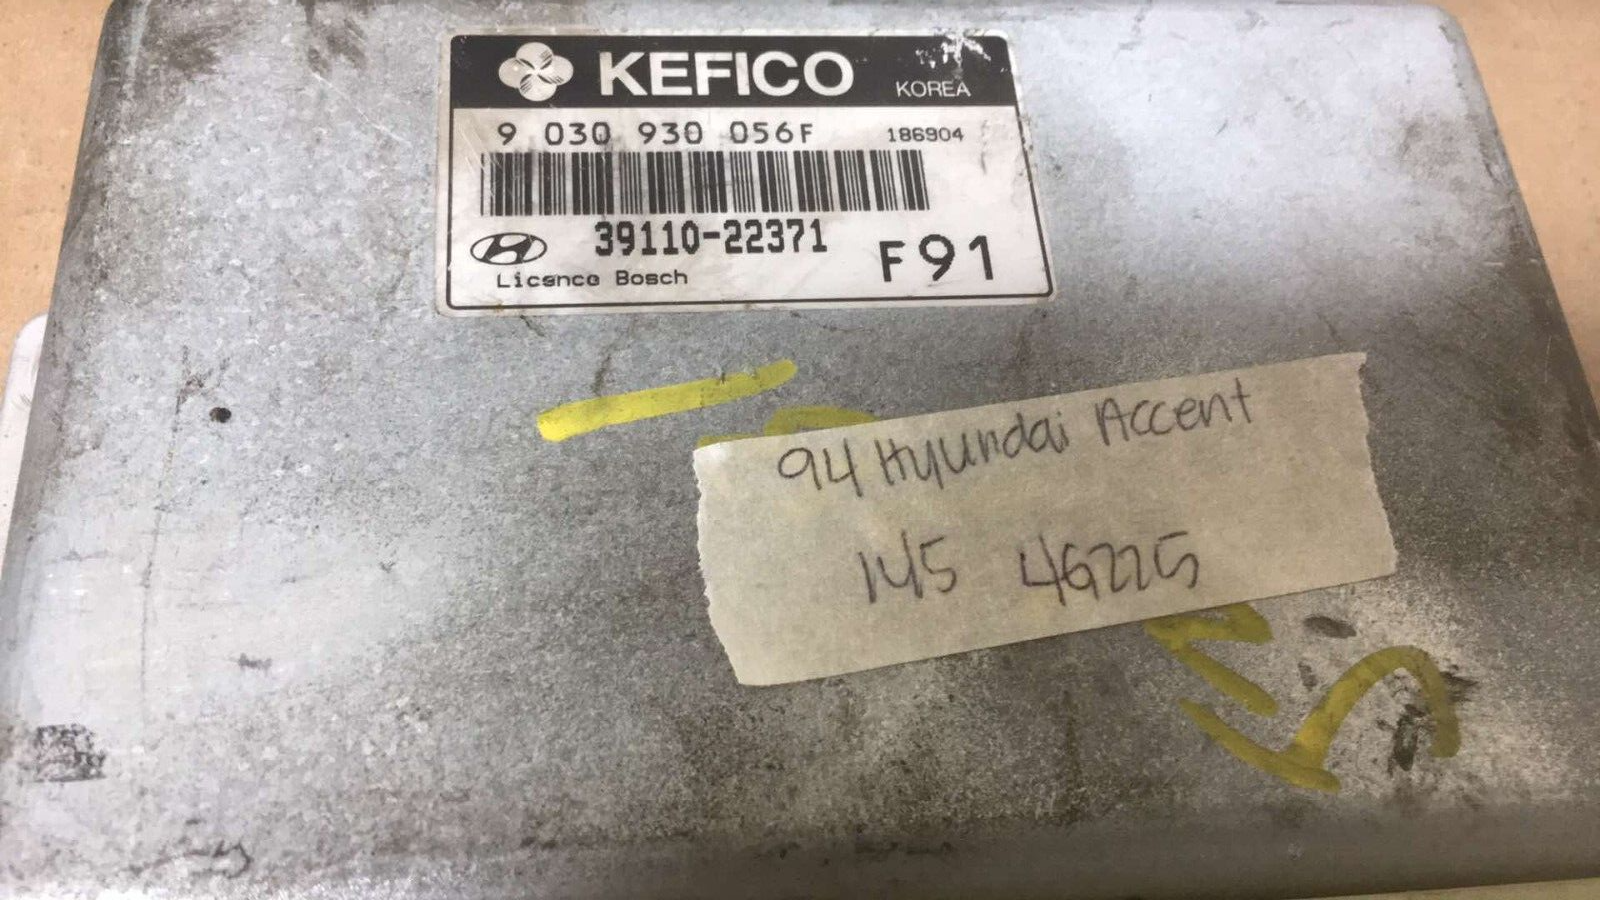 KEFICO
KOREA
9 030 930 056F 186904
39110-22371
F91
Licence Bosch
94 Hyundai Accent
145 46225